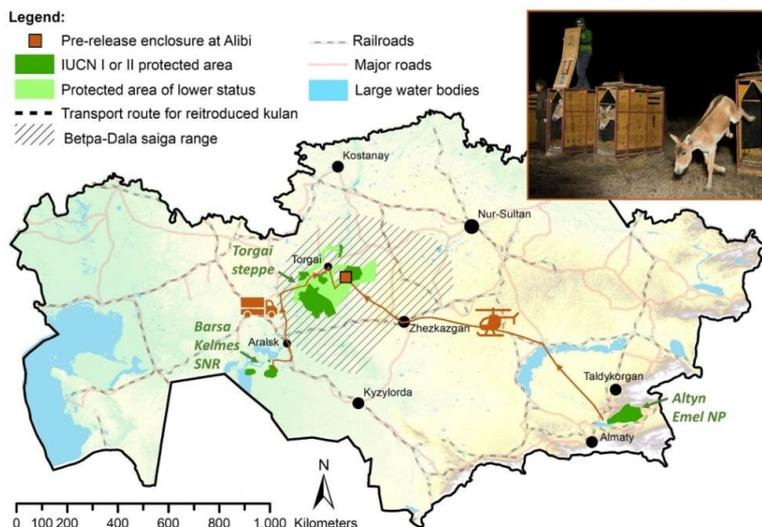 Legend:
Pre-release enclosure at Alibi
IUCN I or II protected area
Protected area of lower status
Transport route for reitroduced kulan
Betpa-Dala saiga range
Railroads
Major roads
Large water bodies
Kostanay
Nur-Sultan
Torgai
steppe
Torgai
Zhezkazgan
Barsa
Kelmes
SNR
Aralsk
Kyzylorda
Taldykorgan
Altyn
Emel NP
Almaty
N
Kilometers
0 100 200 400 600 800 1.000